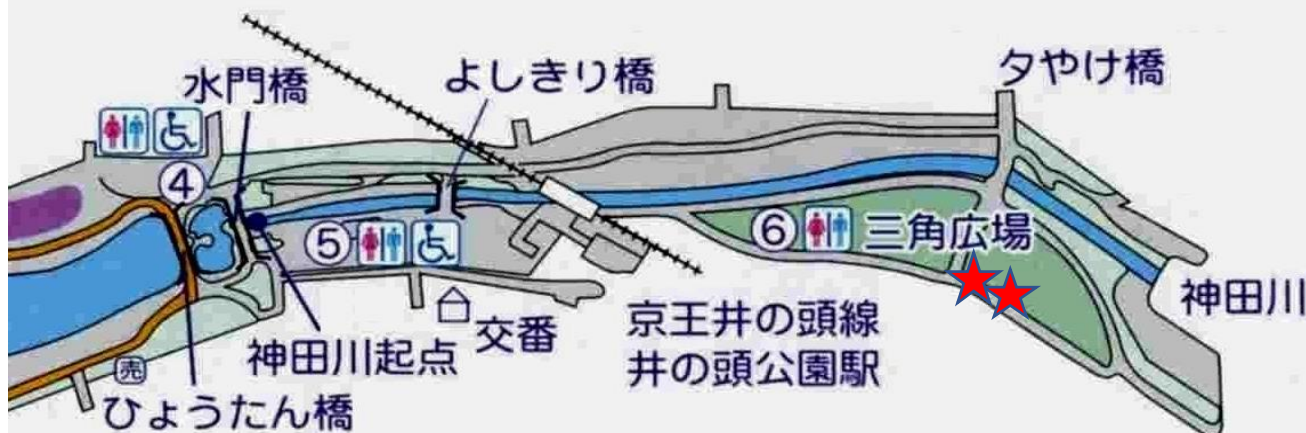 水門橋
よしきり橋
夕やけ橋
④
⑤
⑥
三角広場
神田川
京王井の頭線
井の頭公園駅
交番
神田川起点
売
ひょうたん橋